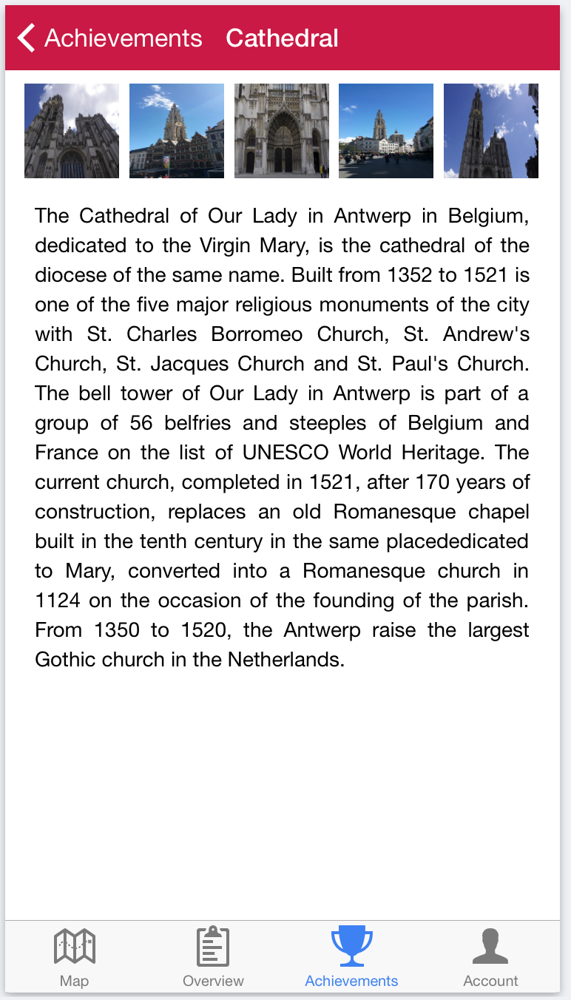 Achievements Cathedral
The Cathedral of Our Lady in Antwerp in Belgium,
dedicated to the Virgin Mary, is the cathedral of the
diocese of the same name. Built from 1352 to 1521 is
one of the five major religious monuments of the city
with St. Charles Borromeo Church, St. Andrew's
Church, St. Jacques Church and St. Paul's Church.
The bell tower of Our Lady in Antwerp is part of a
group of 56 belfries and steeples of Belgium and
France on the list of UNESCO World Heritage. The
current church, completed in 1521, after 170 years of
construction, replaces an old Romanesque chapel
built in the tenth century in the same placededicated
to Mary, converted into a Romanesque church in
1124 on the occasion of the founding of the parish.
From 1350 to 1520, the Antwerp raise the largest
Gothic church in the Netherlands.
Map Overview Achievements Account